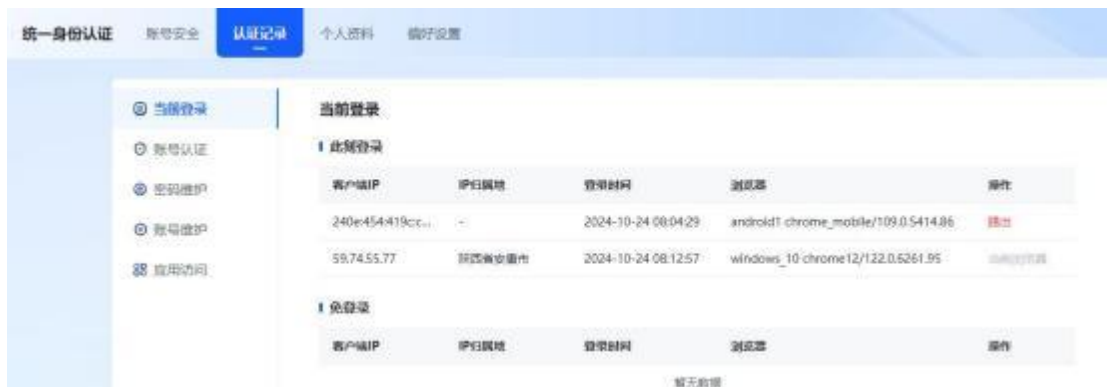 统一身份认证 账号安全 认证记录 个人资料 偏好设置
当前登录 当前登录
账号认证 此刻登录
密码维护 客户端IP IP归属地 登录时间 浏览器 操作
账号维护 240e:454:419c:c... - 2024-10-24 08:04:29 android1 chrome_mobile/109.0.5414.86 踢出
应用访问 59.74.55.77 陕西省安康市 2024-10-24 08:12:57 windows_10 chrome12/122.0.6261.95
免登录
客户端IP IP归属地 登录时间 浏览器 操作
暂无数据